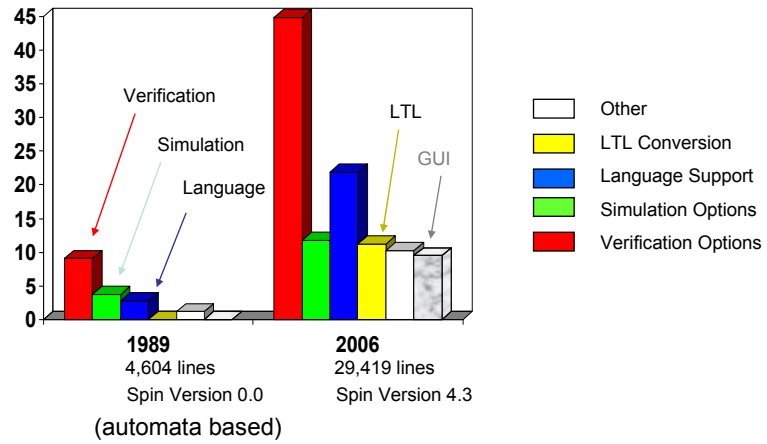 45
40
35
30
25
20
15
10
5
0
Verification
Simulation
Language
LTL
GUI
1989
4,604 lines
Spin Version 0.0
(automata based)
2006
29,419 lines
Spin Version 4.3
Other
LTL Conversion
Language Support
Simulation Options
Verification Options